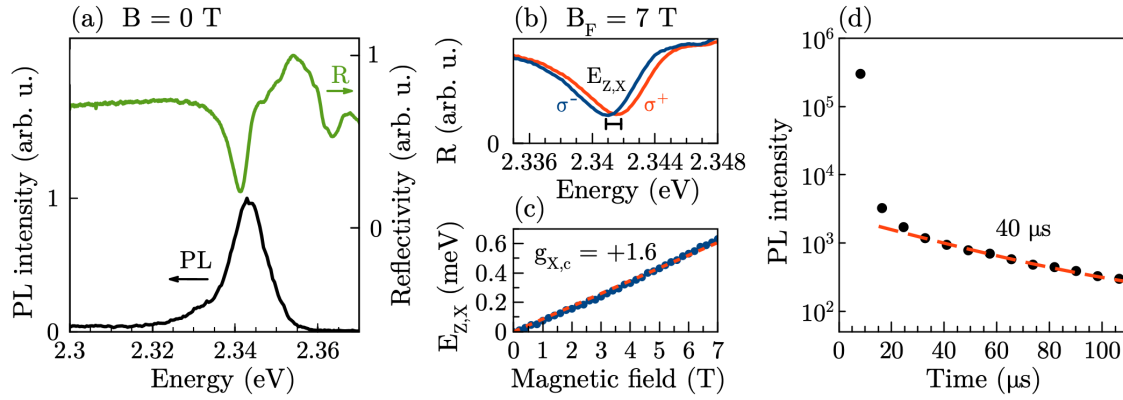 (a) B = 0 T
PL intensity (arb. u.)
1
0
R
PL
1
0
Reflectivity (arb. u.)
2.3 2.32 2.34 2.36
Energy (eV)
(b) B_F = 7 T
R (arb. u.)
0
E_Z,X
σ⁻ σ⁺
2.336 2.34 2.344 2.348
Energy (eV)
(c)
E_Z,X (meV)
0.6
0.4
0.2
0
g_X,c = +1.6
0 1 2 3 4 5 6 7
Magnetic field (T)
(d)
PL intensity
10⁶
10⁵
10⁴
10³
10²
40 μs
0 20 40 60 80 100
Time (μs)